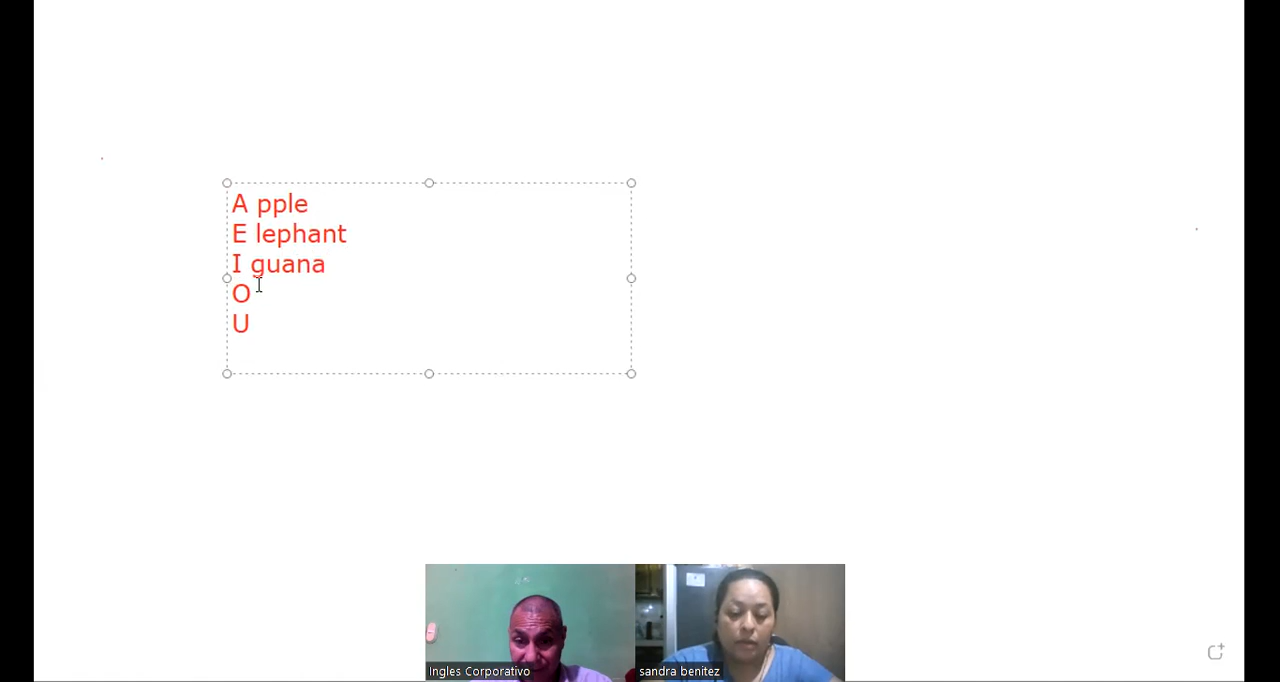 A pple
E lephant
I guana
O
U
Ingles Corporativo
sandra benitez